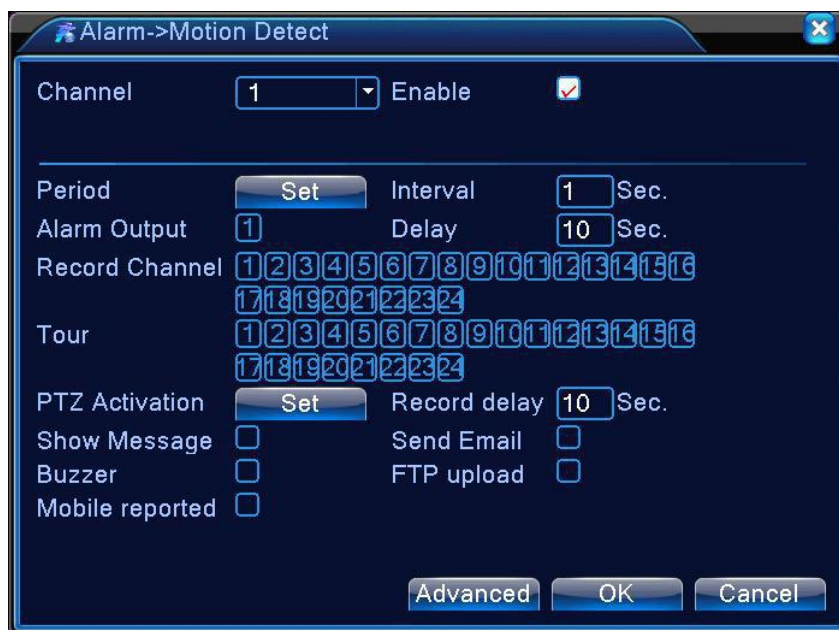 Alarm->Motion Detect
Channel 1 Enable
Period Set Interval 1 Sec.
Alarm Output 1 Delay 10 Sec.
Record Channel 1 2 3 4 5 6 7 8 9 10 11 12 13 14 15 16
17 18 19 20 21 22 23 24
Tour 1 2 3 4 5 6 7 8 9 10 11 12 13 14 15 16
17 18 19 20 21 22 23 24
PTZ Activation Set Record delay 10 Sec.
Show Message Send Email
Buzzer FTP upload
Mobile reported
Advanced OK Cancel